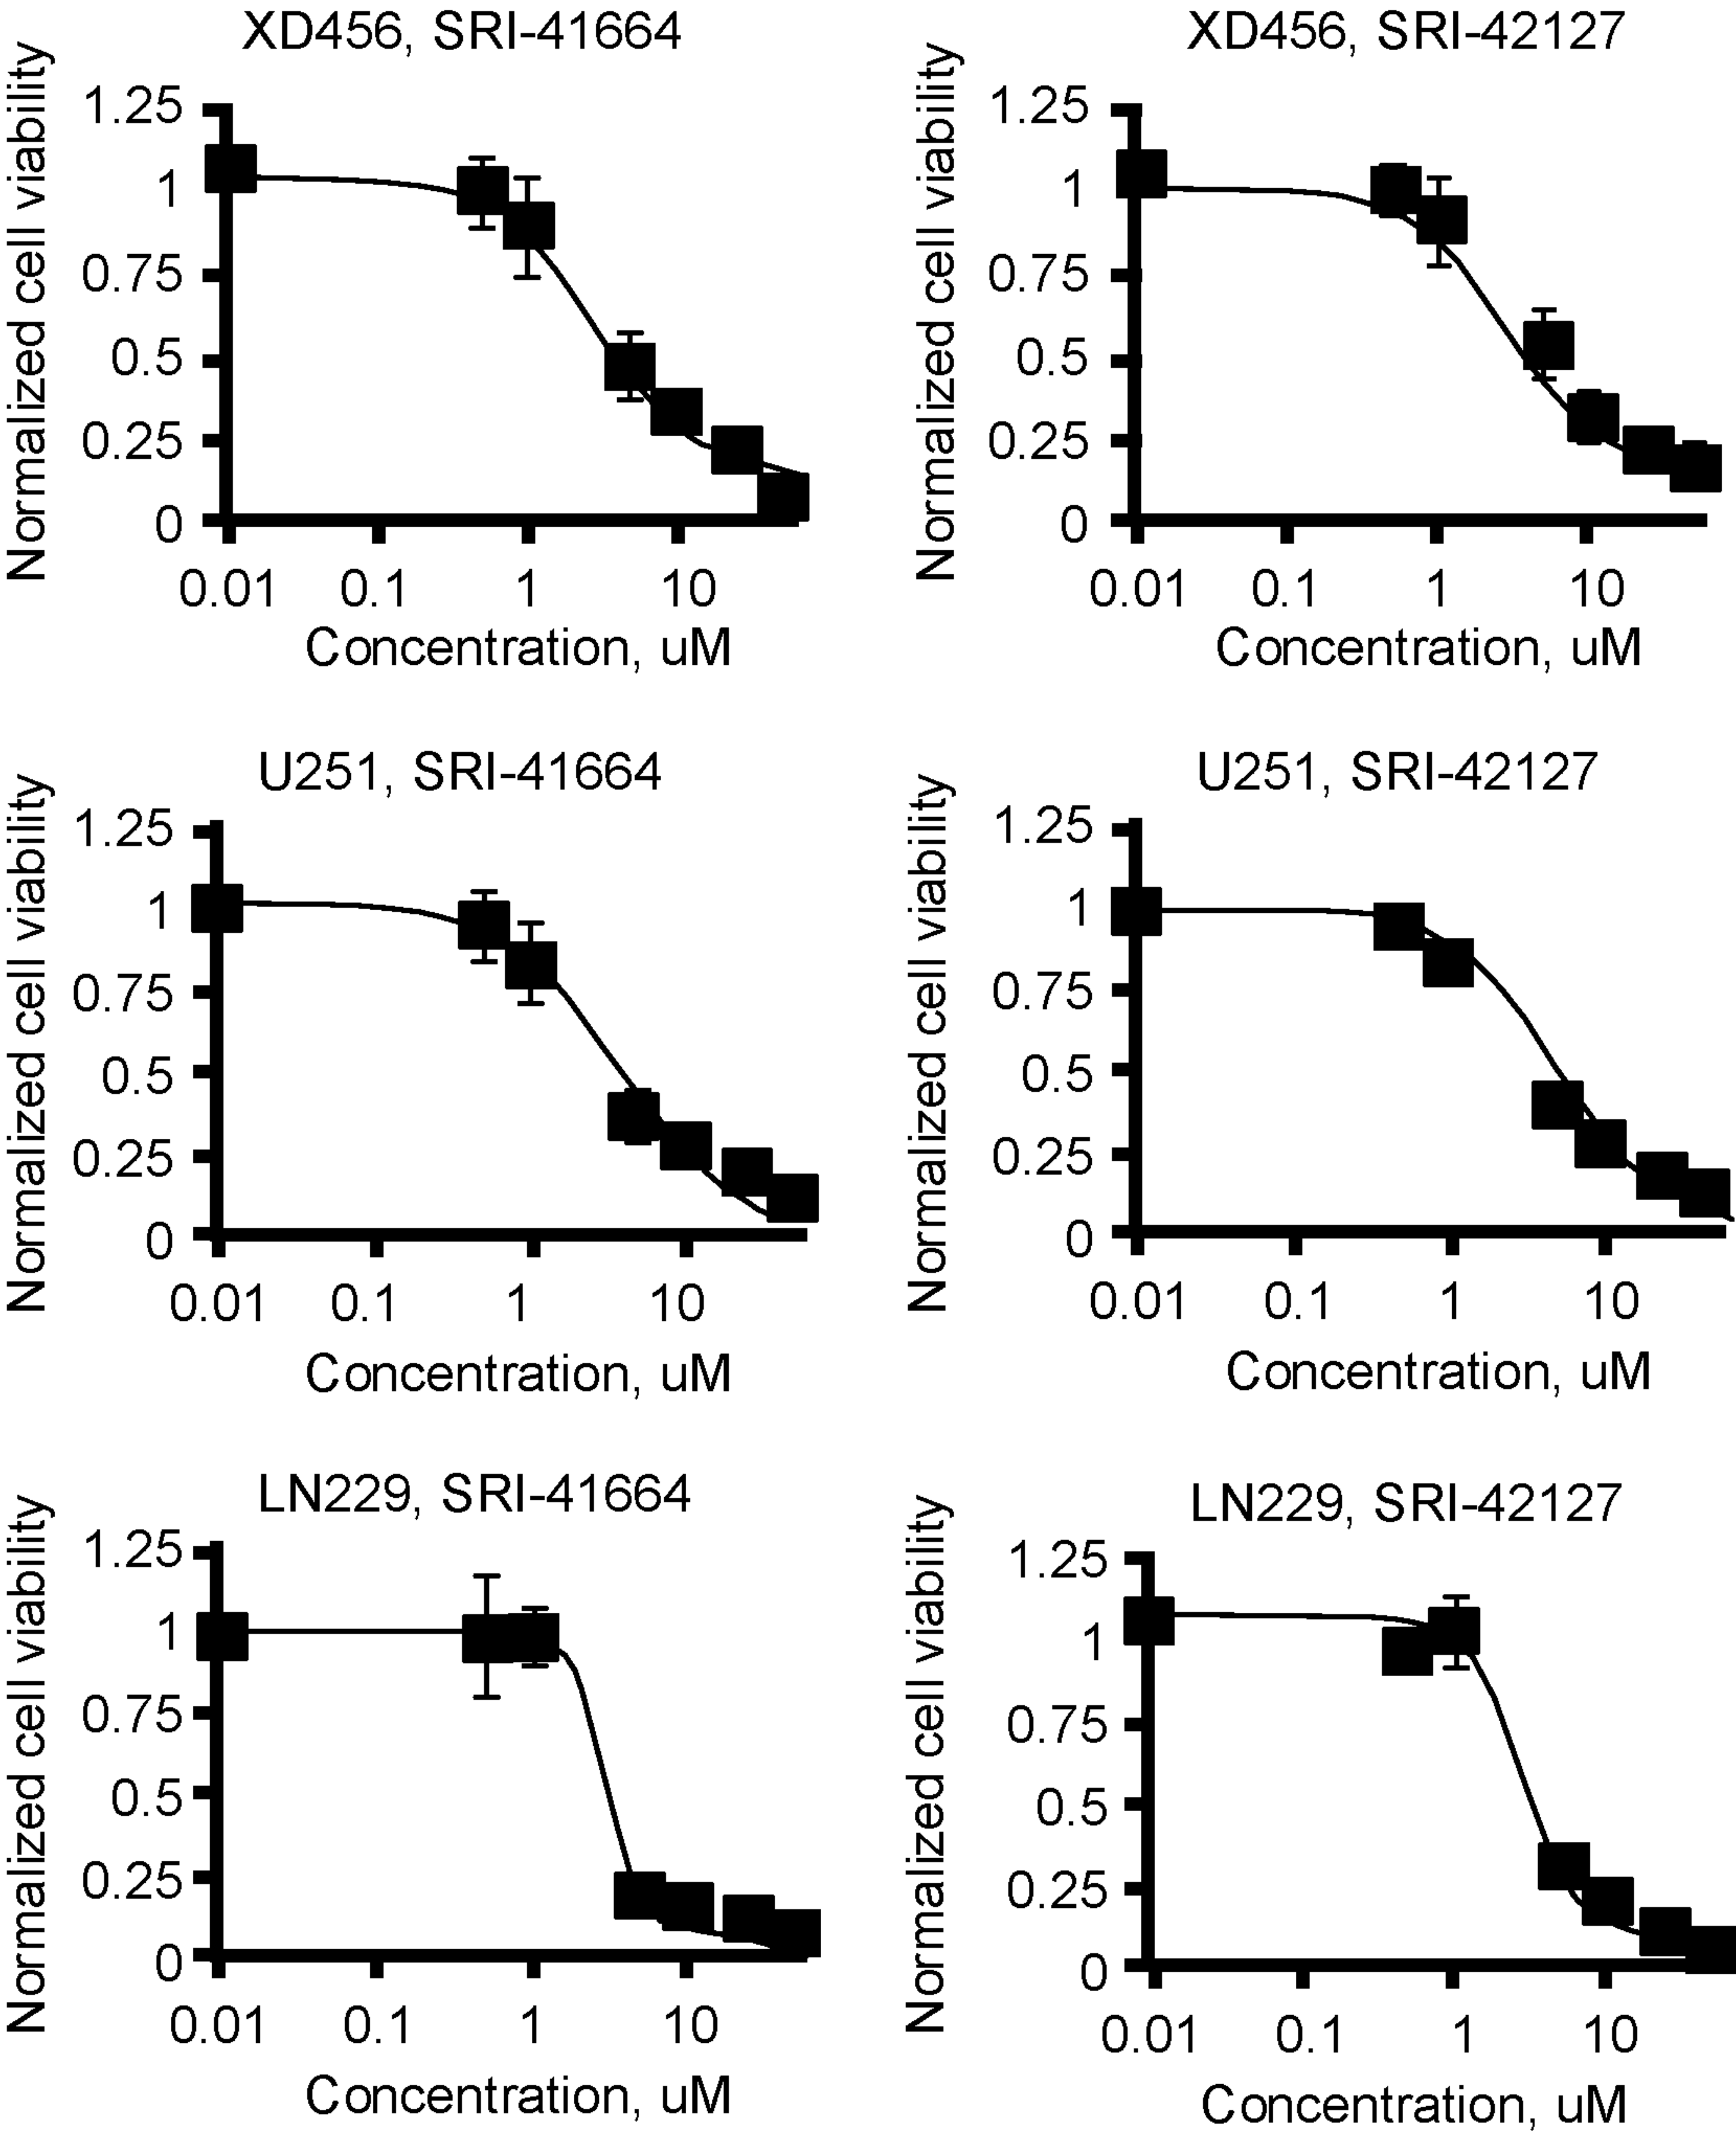 XD456, SRI-41664
Normalized cell viability
1.25
1
0.75
0.5
0.25
0
0.01 0.1 1 10
Concentration, uM
XD456, SRI-42127
Normalized cell viability
1.25
1
0.75
0.5
0.25
0
0.01 0.1 1 10
Concentration, uM
U251, SRI-41664
Normalized cell viability
1.25
1
0.75
0.5
0.25
0
0.01 0.1 1 10
Concentration, uM
U251, SRI-42127
Normalized cell viability
1.25
1
0.75
0.5
0.25
0
0.01 0.1 1 10
Concentration, uM
LN229, SRI-41664
Normalized cell viability
1.25
1
0.75
0.5
0.25
0
0.01 0.1 1 10
Concentration, uM
LN229, SRI-42127
Normalized cell viability
1.25
1
0.75
0.5
0.25
0
0.01 0.1 1 10
Concentration, uM